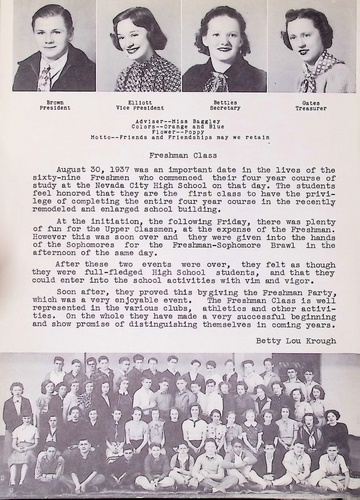 Brown Elliott Bettles Gates
President Vice President Secretary Treasurer
Adviser--Miss Baggley
Colors--Orange and Blue
Flower--Poppy
Motto--Friends and Friendships may we retain
Freshman Class
August 30, 1937 was an important date in the lives of the
sixty-nine Freshmen who commenced their four year course of
study at the Nevada City High School on that day. The students
feel honored that they are the first class to have the privi-
lege of completing the entire four year course in the recently
remodeled and enlarged school building.
At the initiation, the following Friday, there was plenty
of fun for the Upper Classmen, at the expense of the Freshmen.
However this was soon over and they were given into the hands
of the Sophomores for the Freshman-Sophomore Brawl in the
afternoon of the same day.
After these two events were over, they felt as though
they were full-fledged High School students, and that they
could enter into the school activities with vim and vigor.
Soon after, they proved this bygiving the Freshman Party,
which was a very enjoyable event. The Freshman Class is well
represented in the various clubs, athletics and other activi-
ties. On the whole they have made a very successful beginning
and show promise of distinguishing themselves in coming years.
Betty Lou Krough